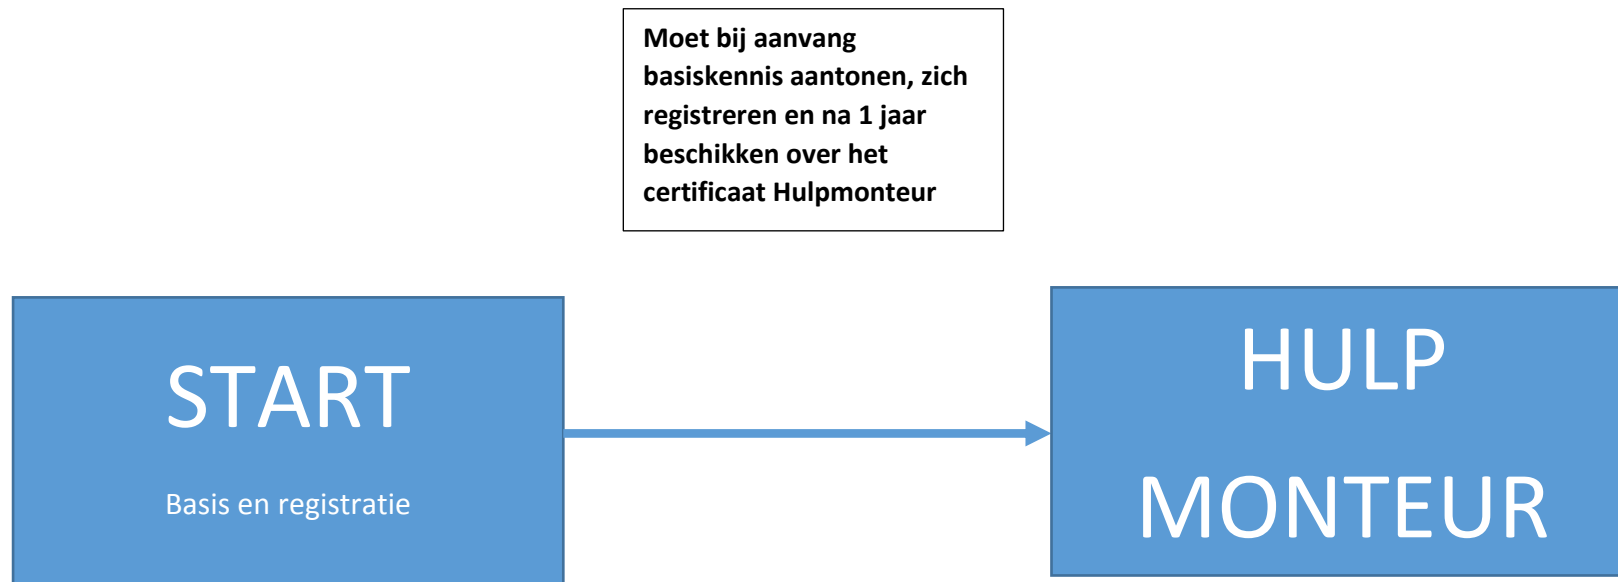 Moet bij aanvang
basiskennis aantonen, zich
registreren en na 1 jaar
beschikken over het
certificaat Hulpmonteur
START
Basis en registratie
HULP
MONTEUR